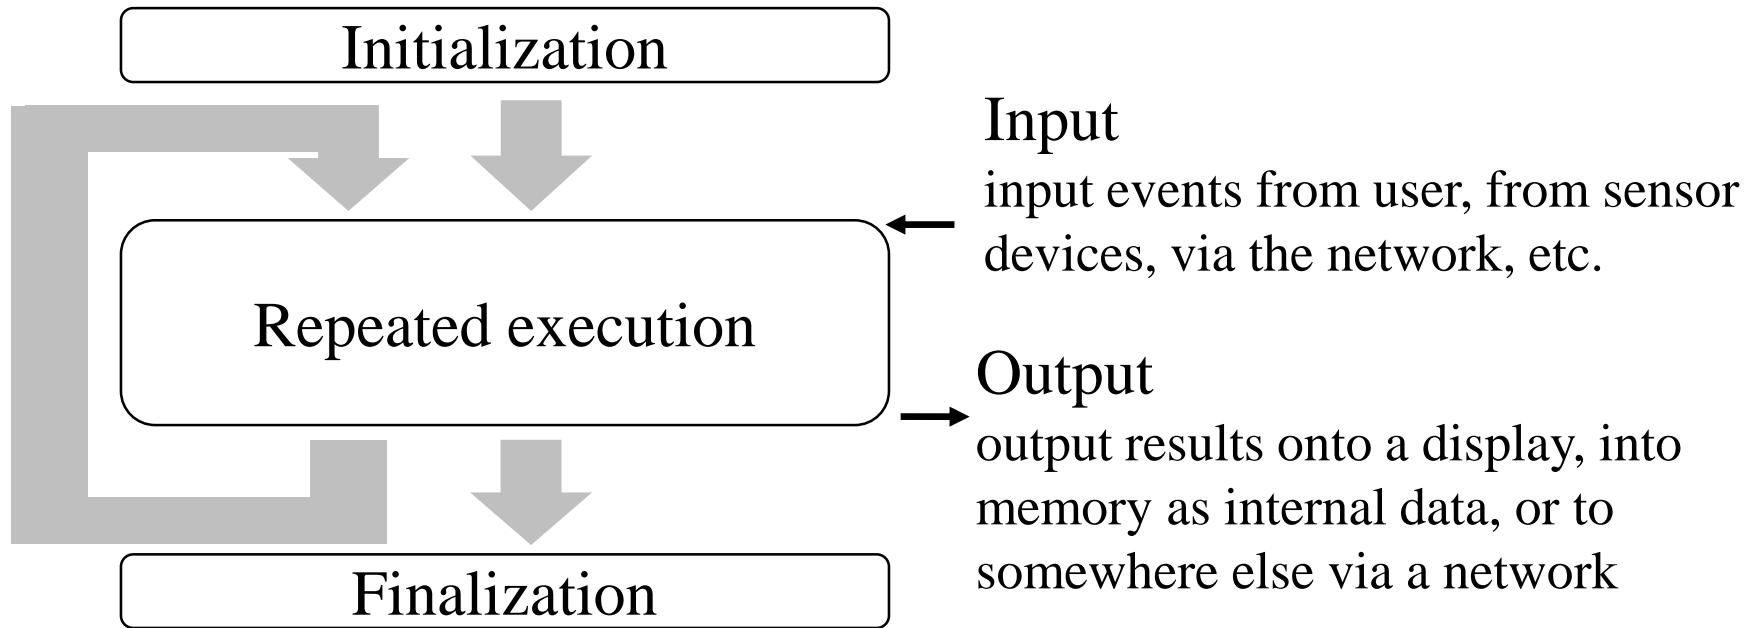 Initialization
Input
input events from user, from sensor
devices, via the network, etc.
Repeated execution
Output
output results onto a display, into
memory as internal data, or to
somewhere else via a network
Finalization